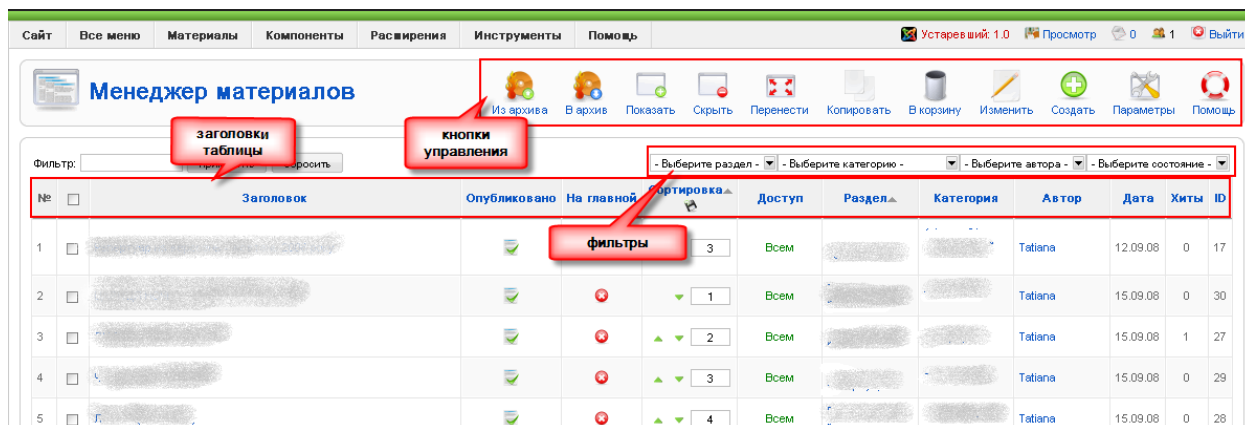 Сайт Все меню Материалы Компоненты Расширения Инструменты Помощь Устаревший: 1.0 Просмотр 0 1 Выйти
Менеджер материалов
Из архива В архив Показать Скрыть Перенести Копировать В корзину Изменить Создать Параметры Помощь
заголовки
таблицы
кнопки
управления
Фильтр:
- Выберите раздел - - Выберите категорию - - Выберите автора - - Выберите состояние -
№ Заголовок Опубликовано На главной Сортировка Доступ Раздел Категория Автор Дата Хиты ID
фильтры
1 3 Всем Tatiana 12.09.08 0 17
2 1 Всем Tatiana 15.09.08 0 30
3 2 Всем Tatiana 15.09.08 1 27
4 3 Всем Tatiana 15.09.08 0 29
5 4 Всем Tatiana 15.09.08 0 28